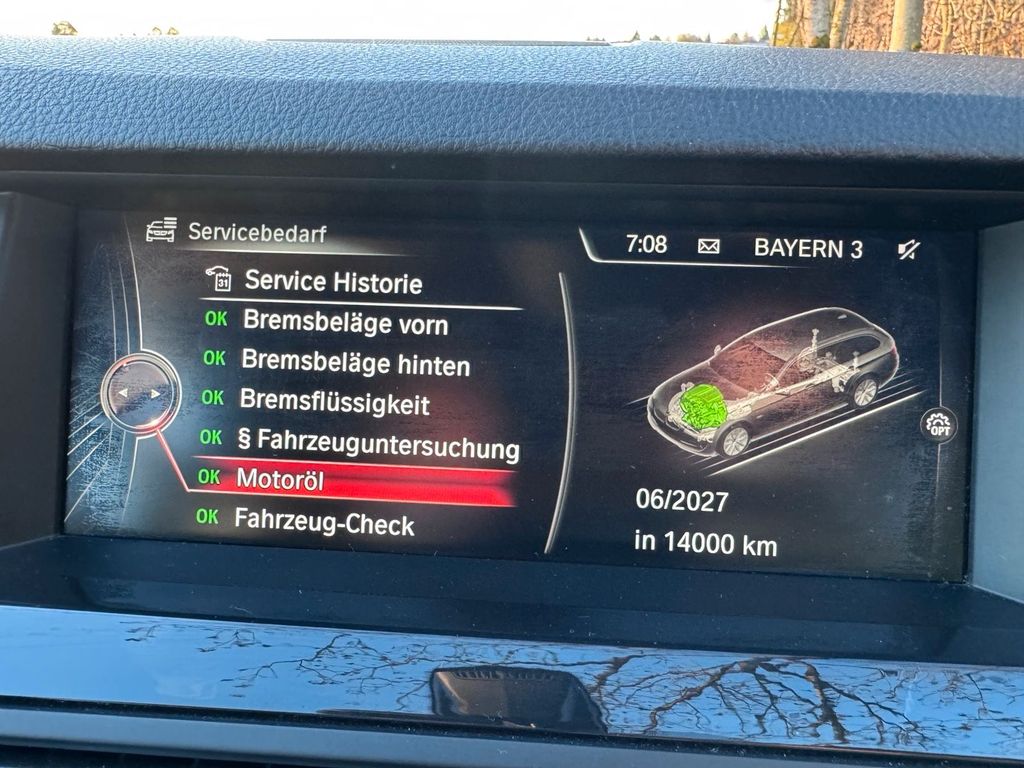 Servicebedarf
7:08 BAYERN 3
31 Service Historie
OK Bremsbeläge vorn
OK Bremsbeläge hinten
OK Bremsflüssigkeit
OK § Fahrzeuguntersuchung
OK Motoröl
OK Fahrzeug-Check
OPT
06/2027
in 14000 km